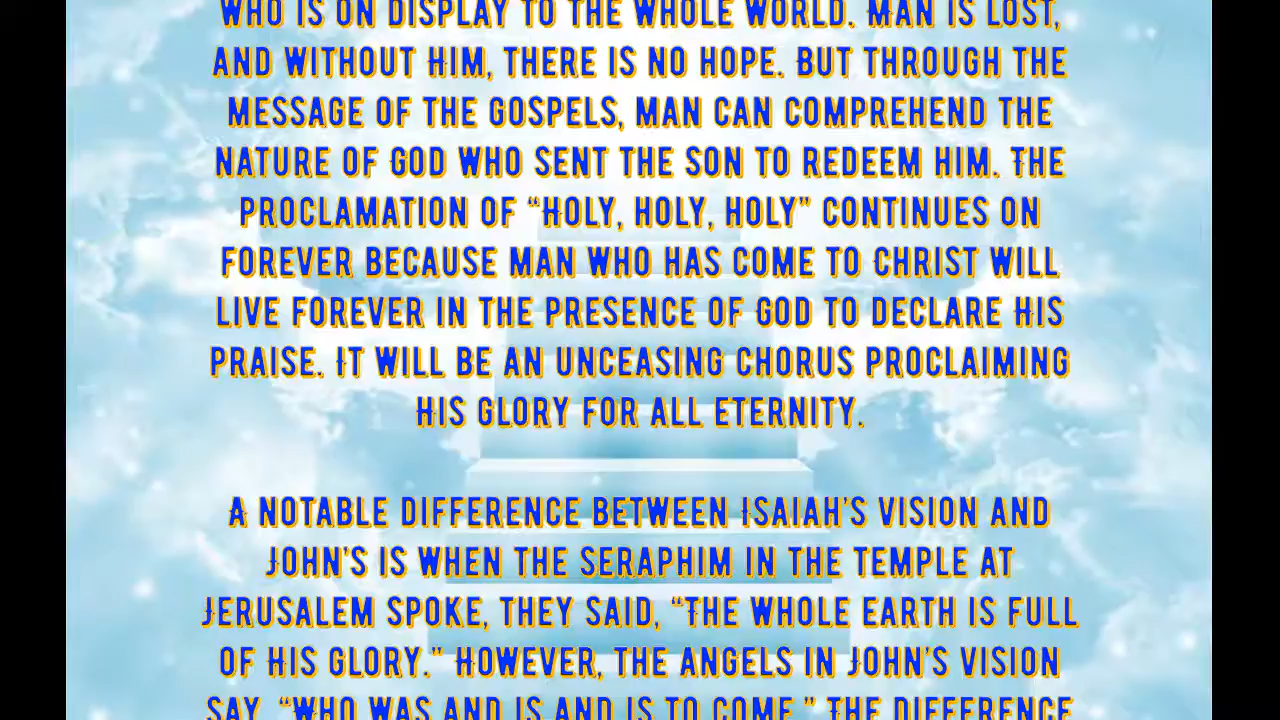 WHO IS ON DISPLAY TO THE WHOLE WORLD. MAN IS LOST,
AND WITHOUT HIM, THERE IS NO HOPE. BUT THROUGH THE
MESSAGE OF THE GOSPELS, MAN CAN COMPREHEND THE
NATURE OF GOD WHO SENT THE SON TO REDEEM HIM. THE
PROCLAMATION OF “HOLY, HOLY, HOLY” CONTINUES ON
FOREVER BECAUSE MAN WHO HAS COME TO CHRIST WILL
LIVE FOREVER IN THE PRESENCE OF GOD TO DECLARE HIS
PRAISE. IT WILL BE AN UNCEASING CHORUS PROCLAIMING
HIS GLORY FOR ALL ETERNITY.
A NOTABLE DIFFERENCE BETWEEN ISAIAH’S VISION AND
JOHN’S IS WHEN THE SERAPHIM IN THE TEMPLE AT
JERUSALEM SPOKE, THEY SAID, “THE WHOLE EARTH IS FULL
OF HIS GLORY.” HOWEVER, THE ANGELS IN JOHN’S VISION
SAY, “WHO WAS AND IS AND IS TO COME.” THE DIFFERENCE